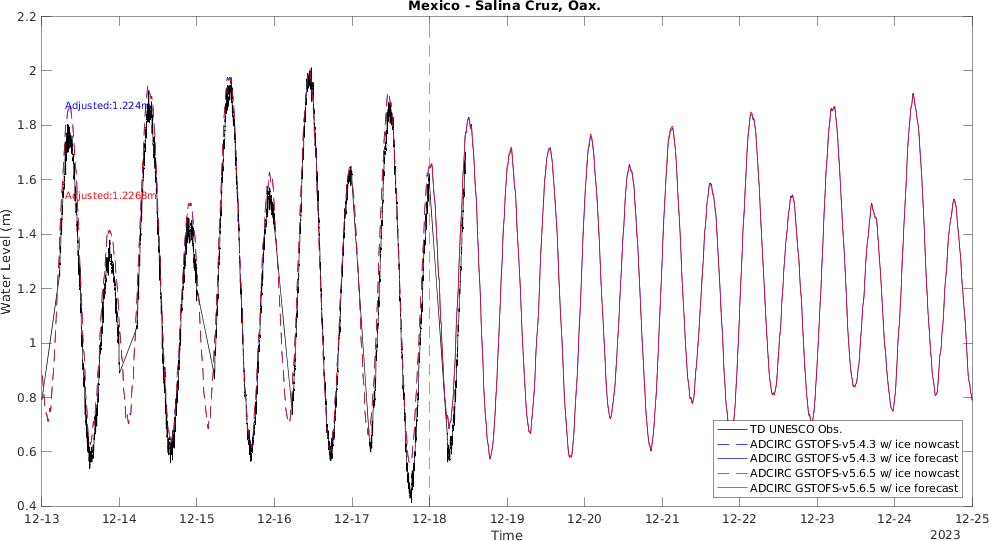 Mexico - Salina Cruz, Oax.
2.2
2
1.8
1.6
1.4
1.2
1
0.8
0.6
0.4
Water Level (m)
Adjusted:1.224m
Adjusted:1.2268m
TD UNESCO Obs.
ADCIRC GSTOFS-v5.4.3 w/ ice nowcast
ADCIRC GSTOFS-v5.4.3 w/ ice forecast
ADCIRC GSTOFS-v5.6.5 w/ ice nowcast
ADCIRC GSTOFS-v5.6.5 w/ ice forecast
12-13 12-14 12-15 12-16 12-17 12-18 12-19 12-20 12-21 12-22 12-23 12-24 12-25
Time
2023